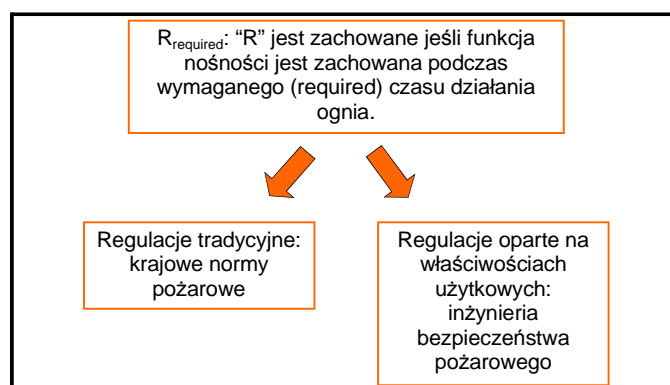 Rrequired: “R” jest zachowane jeśli funkcja
nośności jest zachowana podczas
wymaganego (required) czasu działania
ognia.
Regulacje tradycyjne:
krajowe normy
pożarowe
Regulacje oparte na
właściwościach
użytkowych:
inżynieria
bezpieczeństwa
pożarowego